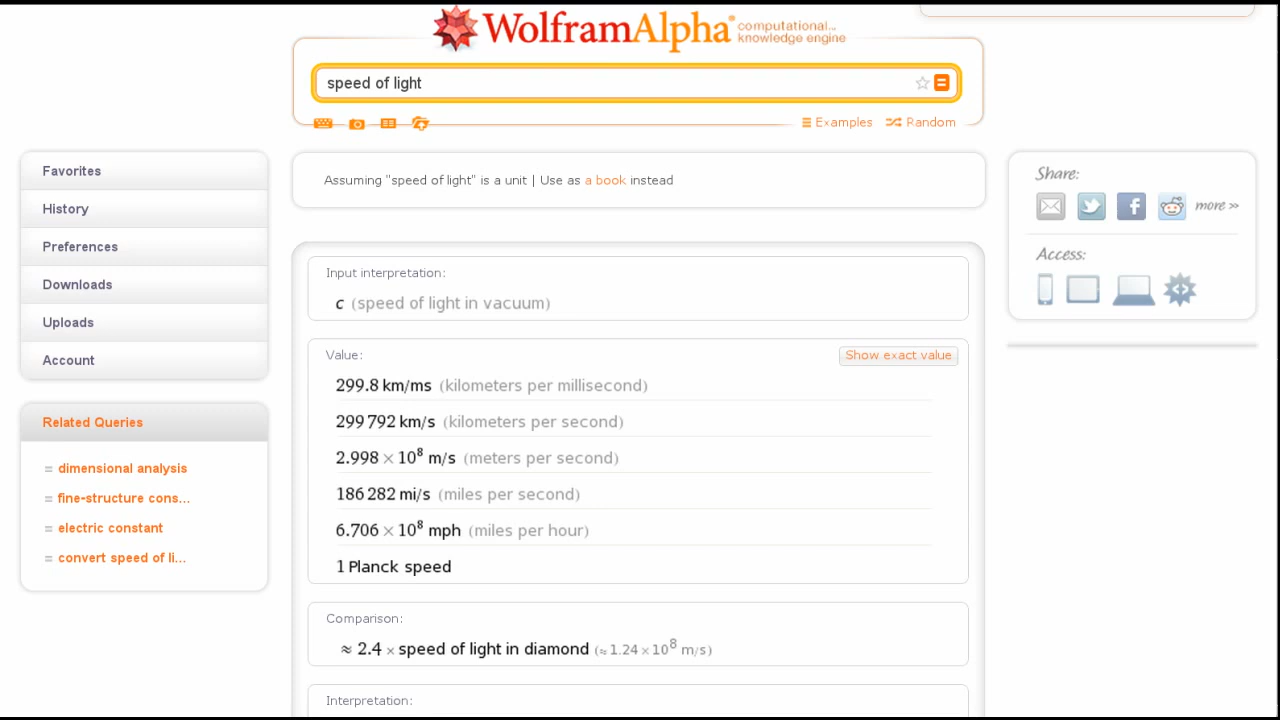 WolframAlpha® computational... knowledge engine
speed of light
Examples Random
Favorites
History
Preferences
Downloads
Uploads
Account
Related Queries
= dimensional analysis
= fine-structure cons...
= electric constant
= convert speed of li...
Assuming "speed of light" is a unit | Use as a book instead
Input interpretation:
c (speed of light in vacuum)
Value:
Show exact value
299.8 km/ms (kilometers per millisecond)
299 792 km/s (kilometers per second)
2.998 × 10⁸ m/s (meters per second)
186 282 mi/s (miles per second)
6.706 × 10⁸ mph (miles per hour)
1 Planck speed
Comparison:
≈ 2.4 × speed of light in diamond (≈ 1.24 × 10⁸ m/s)
Interpretation:
Share:
f more »
Access: